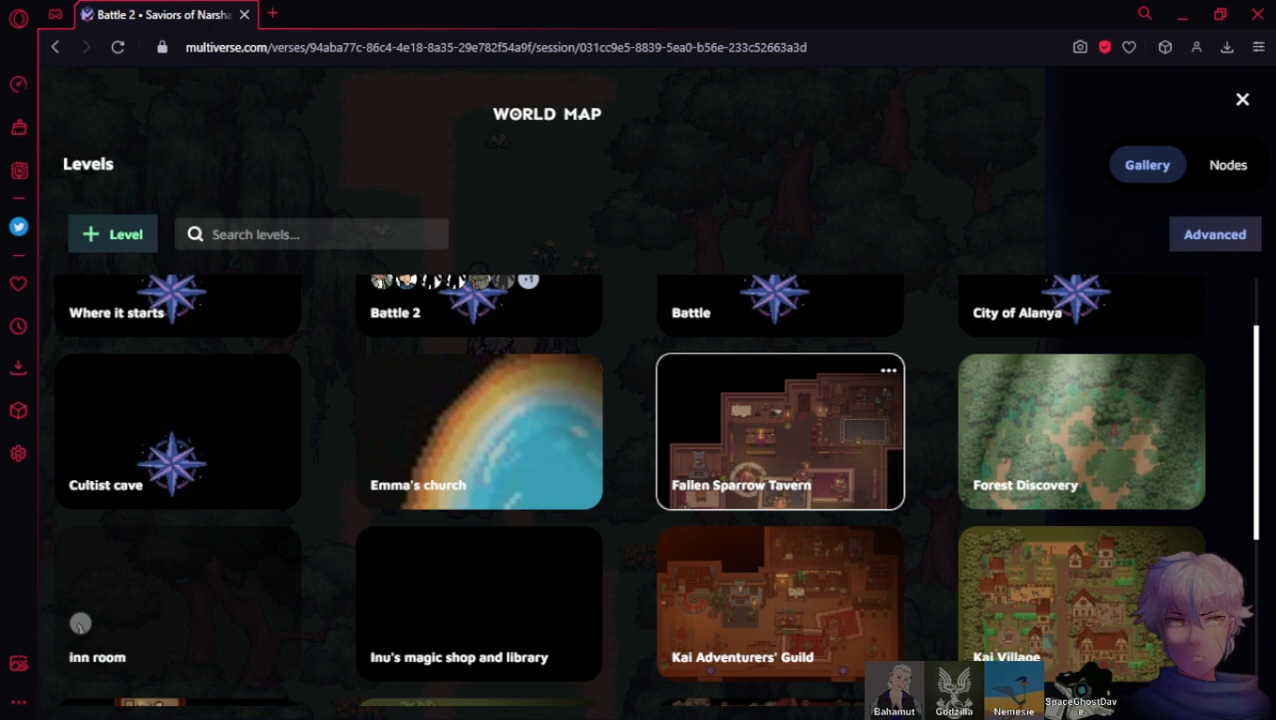 Battle 2 • Saviors of Narsha
multiverse.com/verses/94aba77c-86c4-4e18-8a35-29e782f54a9f/session/031cc9e5-8839-5ea0-b56e-233c52663a3d
WORLD MAP
Levels
Gallery
Nodes
+ Level
Search levels...
Advanced
+1
Where it starts
Battle 2
Battle
City of Alanya
Cultist cave
Emma's church
Fallen Sparrow Tavern
Forest Discovery
inn room
Inu's magic shop and library
Kai Adventurers' Guild
Kai Village
Bahamut
Godzilla
Nemesie
SpaceGhostDav
e